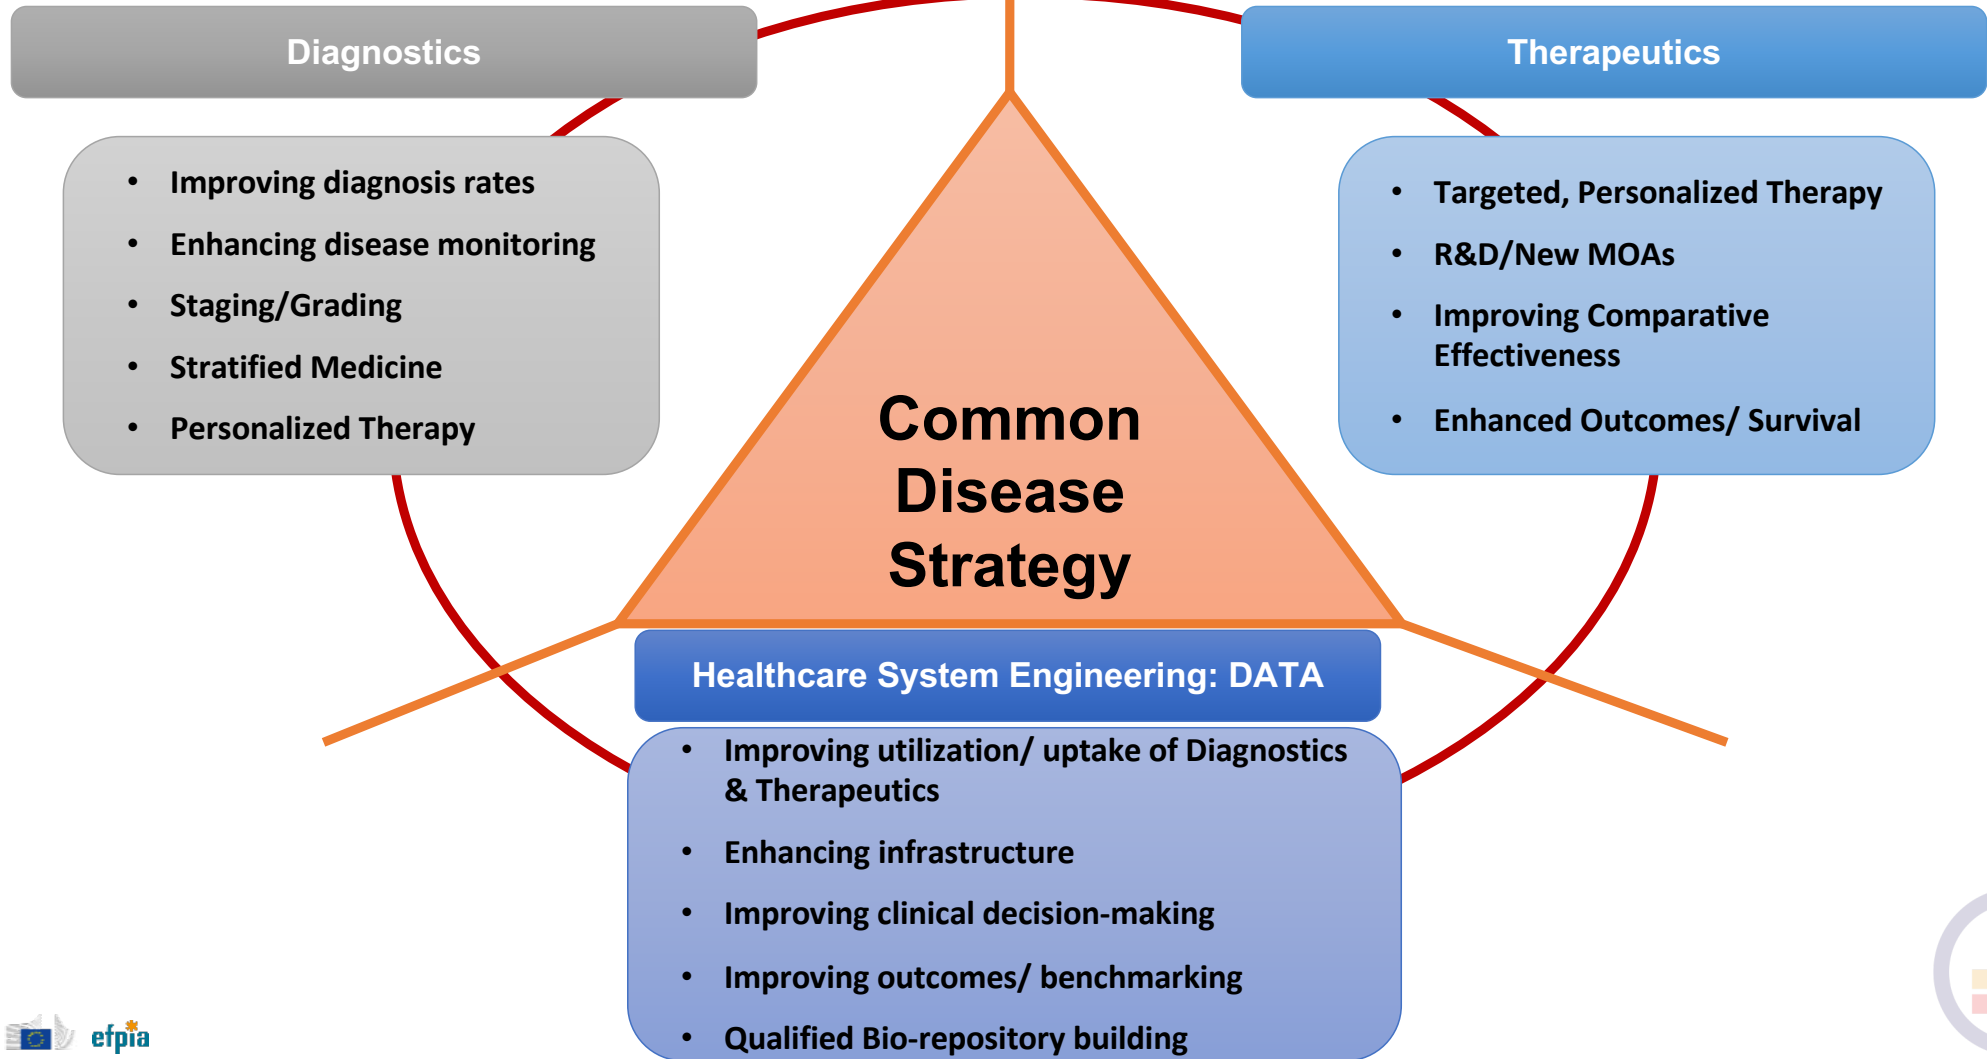 Diagnostics
Therapeutics
• Improving diagnosis rates
• Enhancing disease monitoring
• Staging/Grading
• Stratified Medicine
• Personalized Therapy
• Targeted, Personalized Therapy
• R&D/New MOAs
• Improving Comparative
Effectiveness
• Enhanced Outcomes/ Survival
Common
Disease
Strategy
Healthcare System Engineering: DATA
• Improving utilization/ uptake of Diagnostics
& Therapeutics
• Enhancing infrastructure
• Improving clinical decision-making
• Improving outcomes/ benchmarking
• Qualified Bio-repository building
efpia